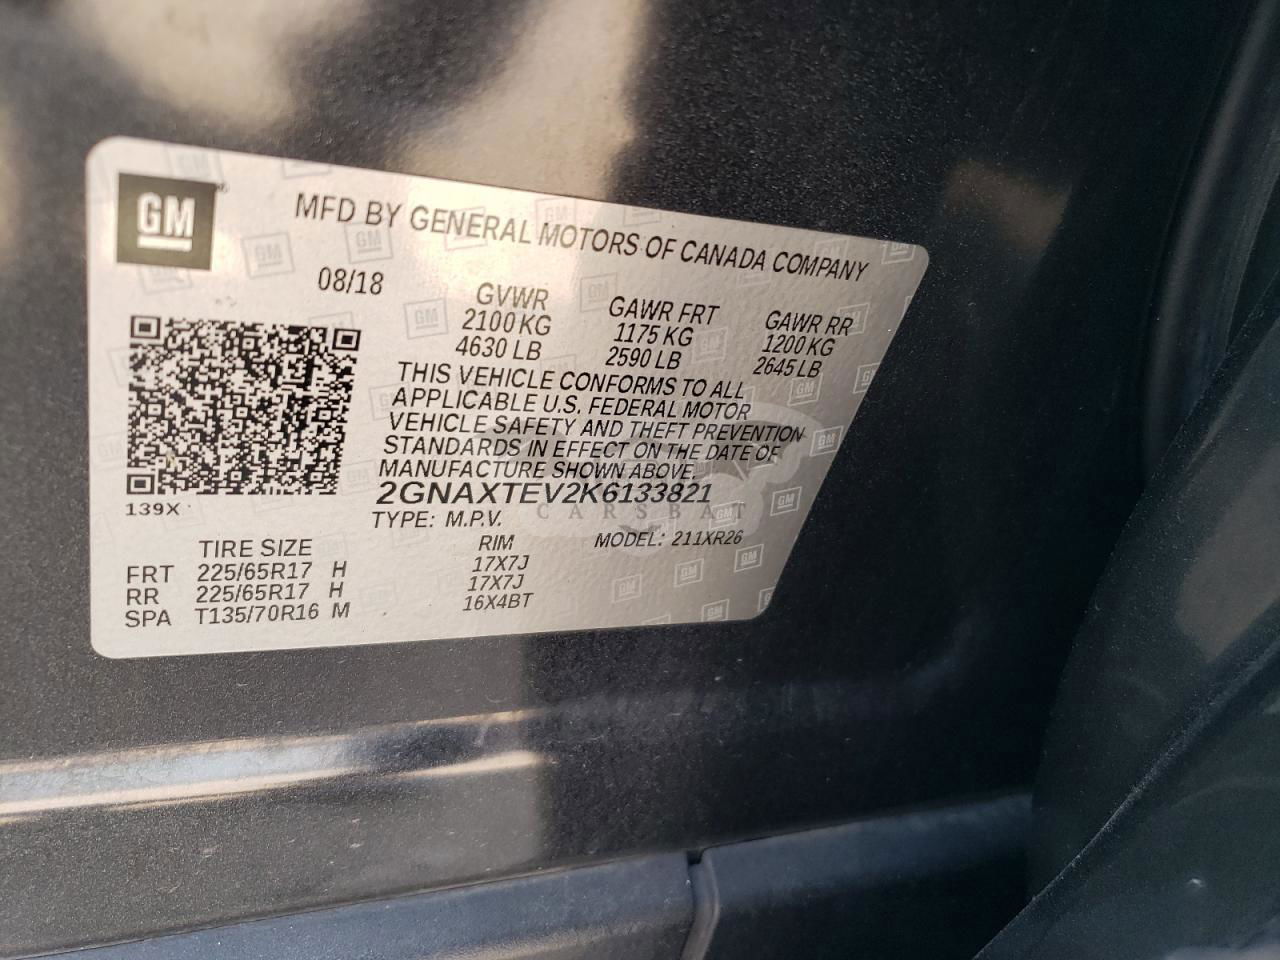 GM
MFD BY GENERAL MOTORS OF CANADA COMPANY
08/18
GVWR
2100 KG
4630 LB
GAWR FRT
1175 KG
2590 LB
GAWR RR
1200 KG
2645 LB
THIS VEHICLE CONFORMS TO ALL
APPLICABLE U.S. FEDERAL MOTOR
VEHICLE SAFETY AND THEFT PREVENTION
STANDARDS IN EFFECT ON THE DATE OF
MANUFACTURE SHOWN ABOVE.
2GNAXTEV2K6133821
CARSBAT
139X
TYPE: M.P.V.
MODEL: 211XR26
TIRE SIZE
RIM
FRT 225/65R17 H 17X7J
RR 225/65R17 H 17X7J
SPA T135/70R16 M 16X4BT